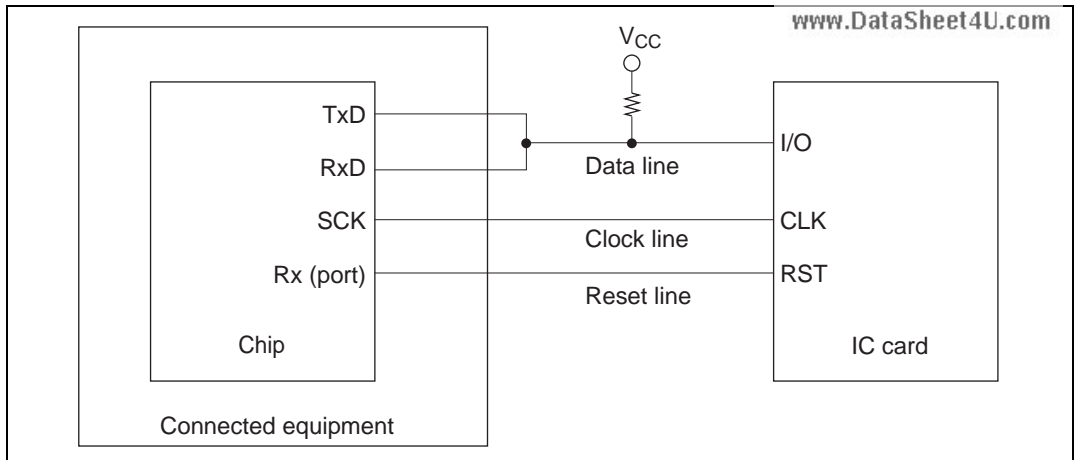 www.DataSheet4U.com
VCC
TxD
I/O
RxD
Data line
SCK
CLK
Clock line
Rx (port)
RST
Reset line
Chip
IC card
Connected equipment